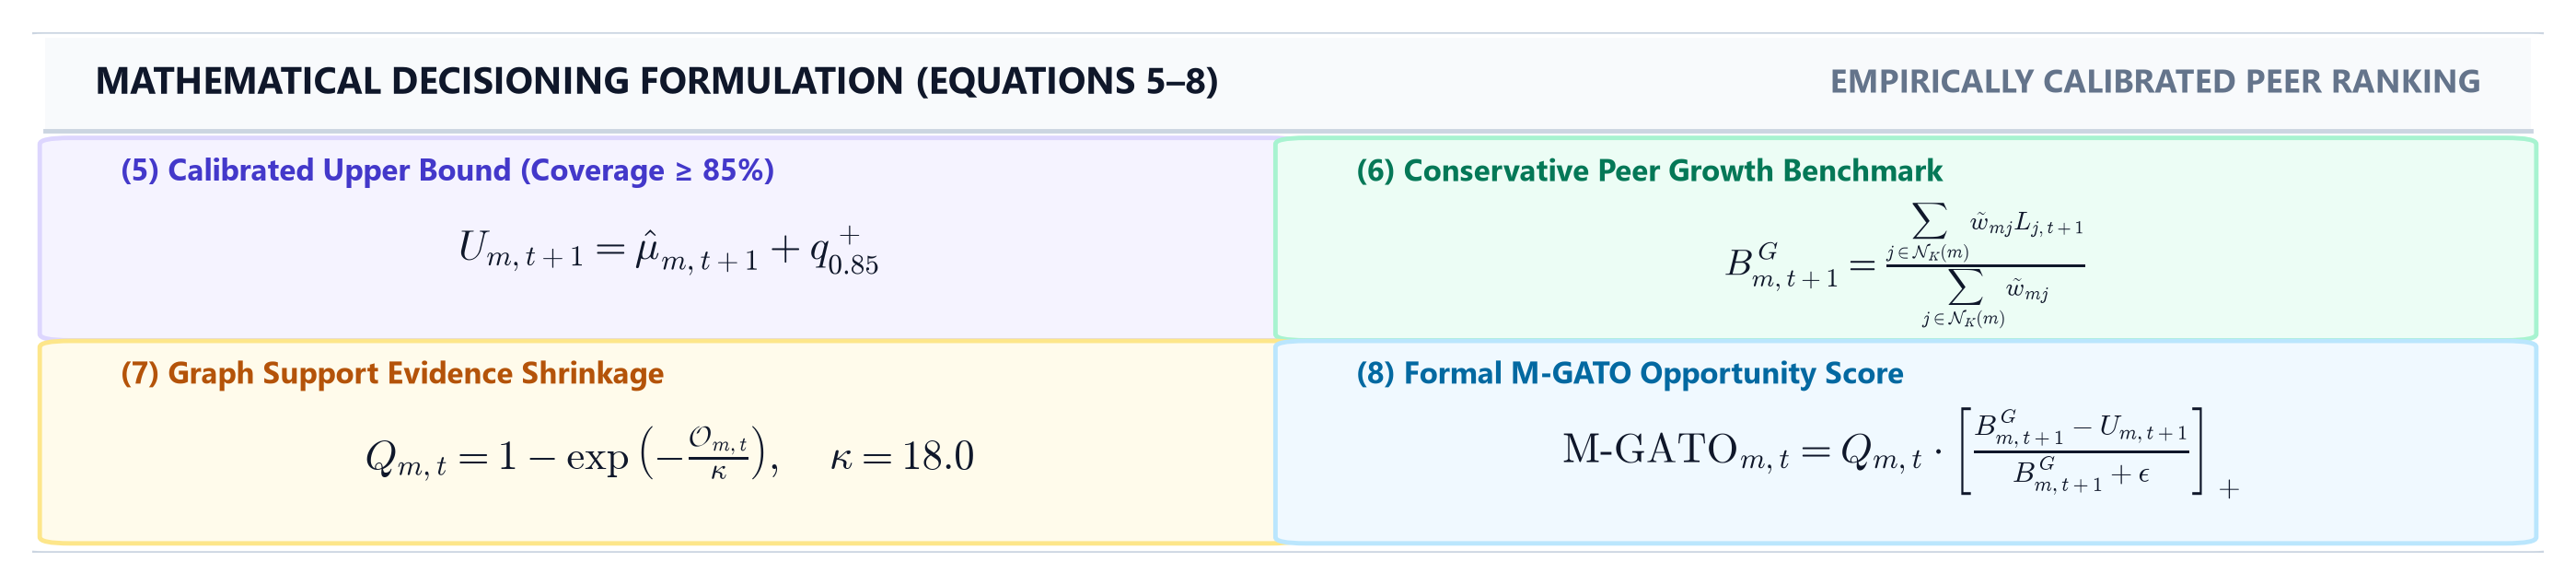 MATHEMATICAL DECISIONING FORMULATION (EQUATIONS 5–8)
EMPIRICALLY CALIBRATED PEER RANKING
(5) Calibrated Upper Bound (Coverage ≥ 85%)
$U_{m,t+1} = \hat{\mu}_{m,t+1} + q_{0.85}^{+}$
(6) Conservative Peer Growth Benchmark
$B_{m,t+1}^{G} = \frac{\sum_{j \in \mathcal{N}_K(m)} \tilde{w}_{mj} L_{j,t+1}}{\sum_{j \in \mathcal{N}_K(m)} \tilde{w}_{mj}}$
(7) Graph Support Evidence Shrinkage
$Q_{m,t} = 1 - \exp\left(-\frac{\mathcal{O}_{m,t}}{\kappa}\right), \quad \kappa = 18.0$
(8) Formal M-GATO Opportunity Score
$\text{M-GATO}_{m,t} = Q_{m,t} \cdot \left[\frac{B_{m,t+1}^{G} - U_{m,t+1}}{B_{m,t+1}^{G} + \epsilon}\right]_{+}$